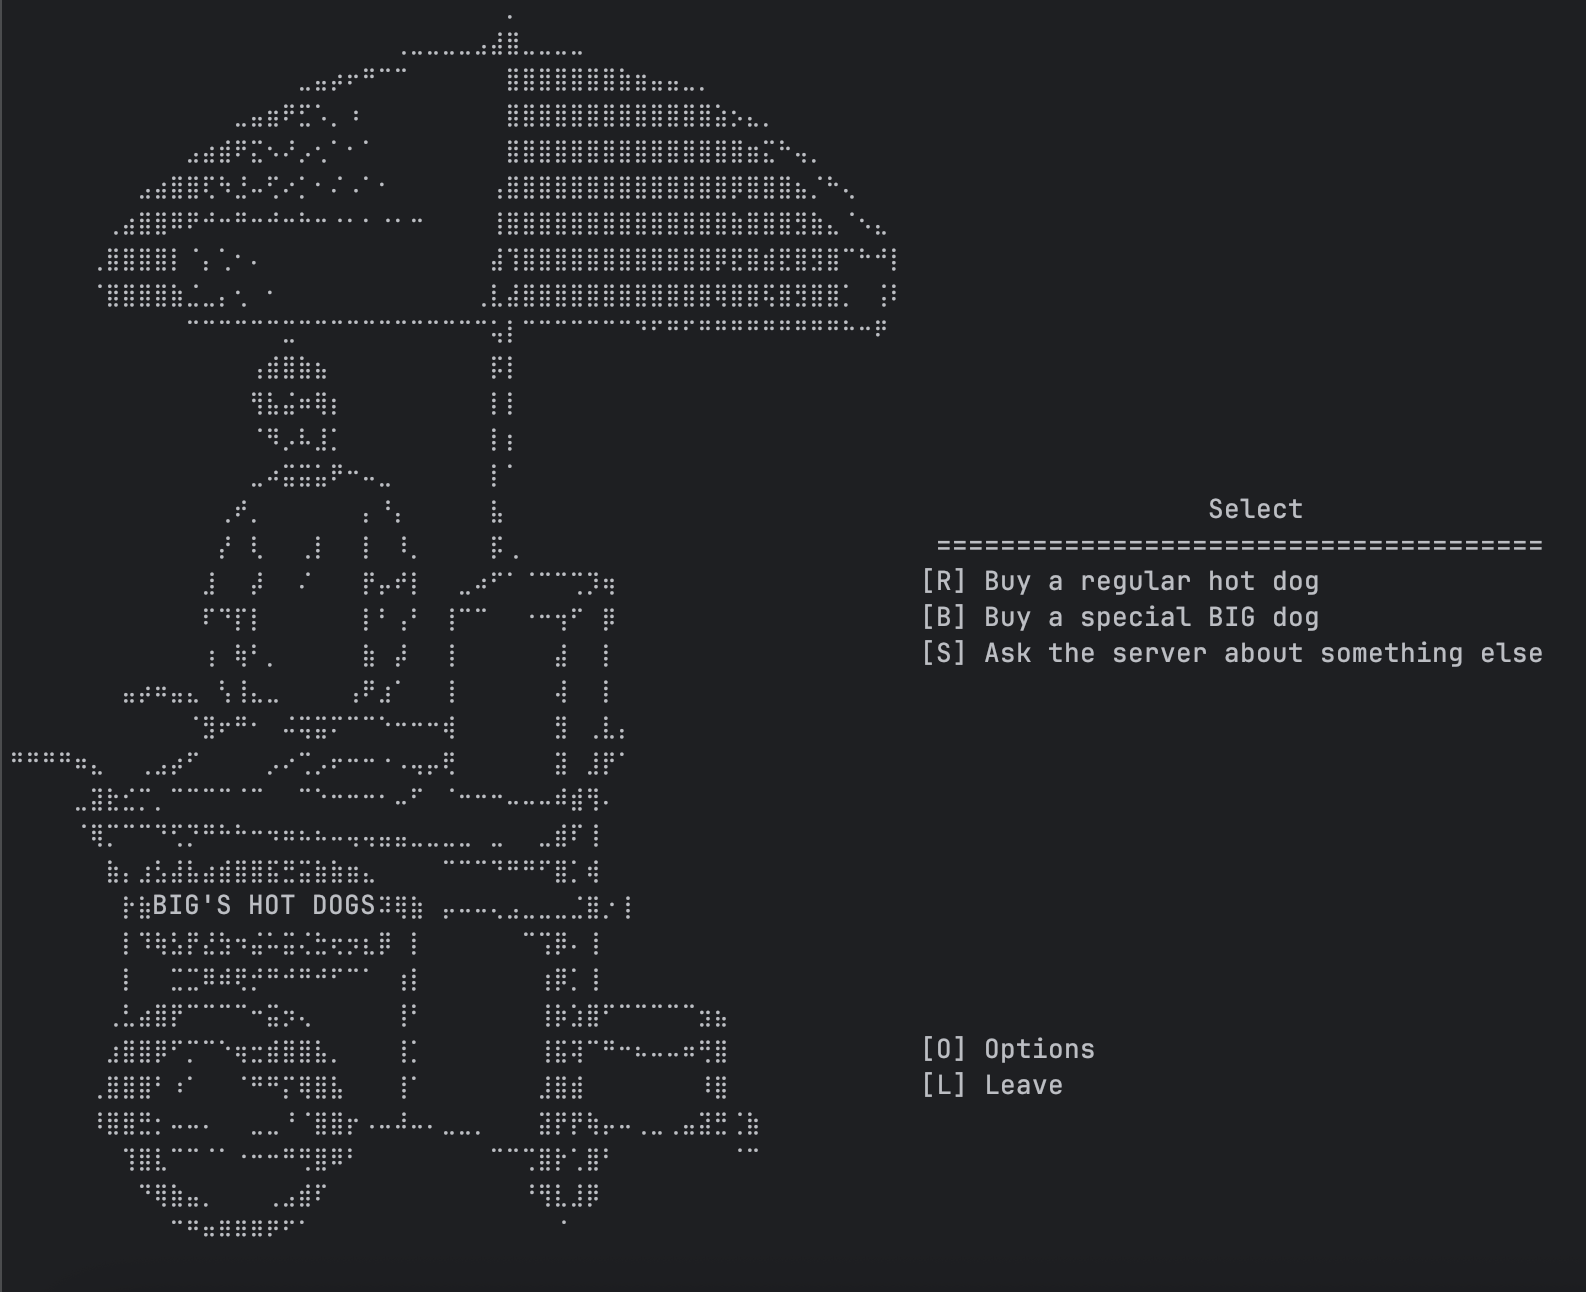 Select
======================================
[R] Buy a regular hot dog
[B] Buy a special BIG dog
[S] Ask the server about something else
BIG'S HOT DOGS
[O] Options
[L] Leave